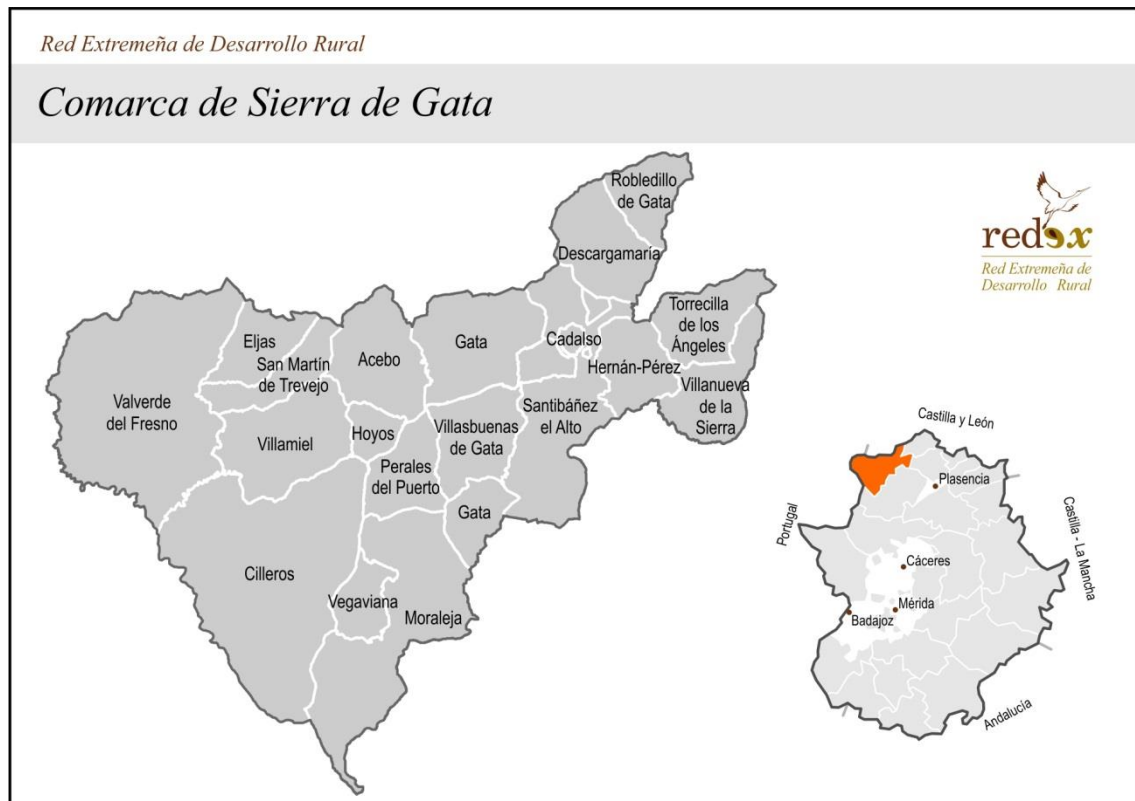 Red Extremeña de Desarrollo Rural
Comarca de Sierra de Gata
Robledillo
de Gata
Descargamaría
Torrecilla
de los
Ángeles
Eljas
San Martín
de Trevejo
Acebo
Gata
Cadalso
Hernán-Pérez
Villanueva
de la
Sierra
Valverde
del Fresno
Villamiel
Hoyos
Villasbuenas
de Gata
Santibáñez
el Alto
Perales
del Puerto
Gata
Cilleros
Vegaviana
Moraleja
redex
Red Extremeña de
Desarrollo Rural
Castilla y León
Plasencia
Portugal
Castilla - La Mancha
Cáceres
Mérida
Badajoz
Andalucía